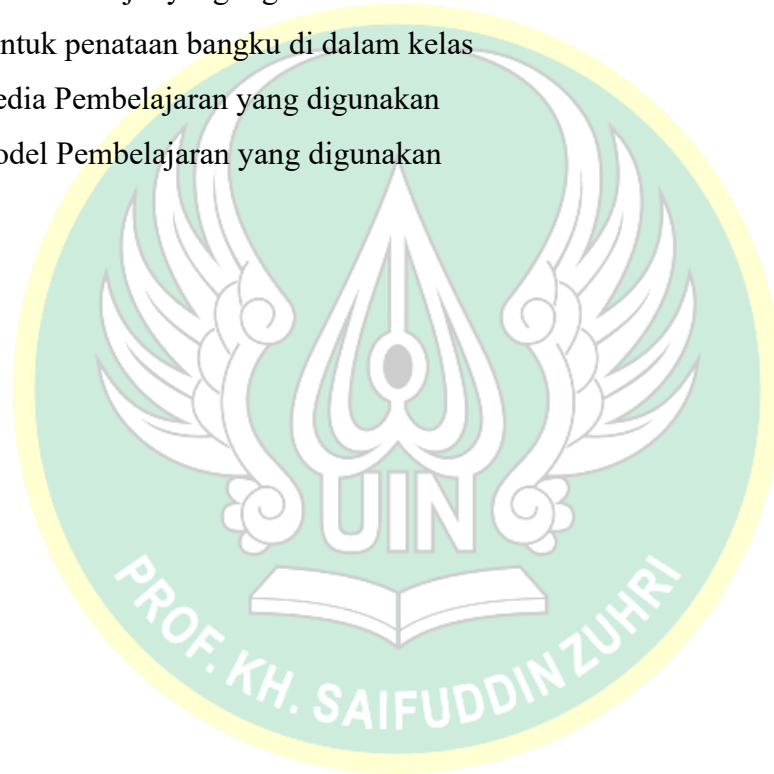 ntuk penataan bangku di dalam kelas
edia Pembelajaran yang digunakan
odel Pembelajaran yang digunakan
UIN
PROF. KH. SAIFUDDIN ZUHRI